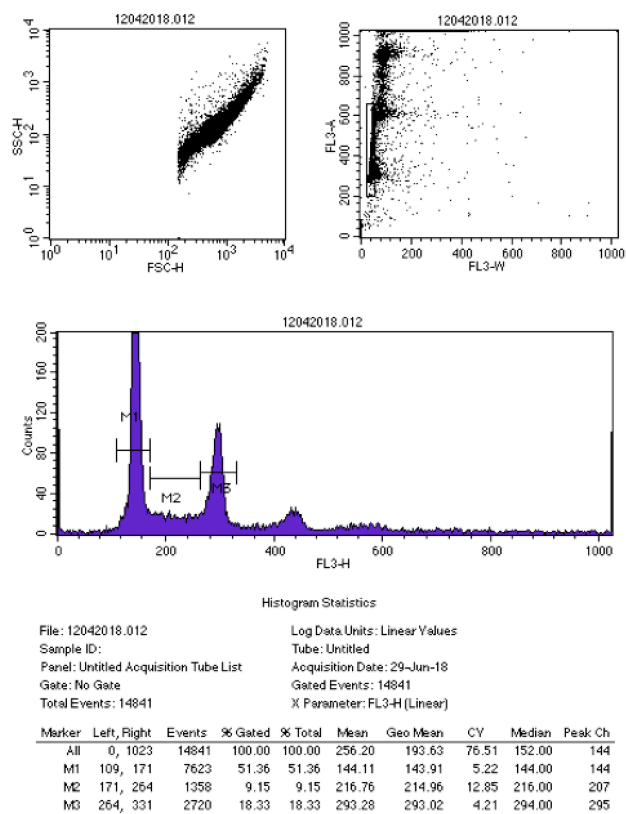 12042018.012
12042018.012
10⁴
10³
10²
10¹
10⁰
SSC-H
10⁰ 10¹ 10² 10³ 10⁴
FSC-H
1000
800
600
400
200
0
FL3-A
0 200 400 600 800 1000
FL3-W
12042018.012
200
160
120
80
40
0
Counts
M1
M2
M3
0 200 400 600 800 1000
FL3-H
Histogram Statistics
File: 12042018.012 Log Data Units: Linear Values
Sample ID: Tube: Untitled
Panel: Untitled Acquisition Tube List Acquisition Date: 29-Jun-18
Gate: No Gate Gated Events: 14841
Total Events: 14841 X Parameter: FL3-H (Linear)
Marker Left, Right Events % Gated % Total Mean Geo Mean CV Median Peak Ch
All 0, 1023 14841 100.00 100.00 256.20 193.63 76.51 152.00 144
M1 109, 171 7623 51.36 51.36 144.11 143.91 5.22 144.00 144
M2 171, 264 1358 9.15 9.15 216.76 214.96 12.85 216.00 207
M3 264, 331 2720 18.33 18.33 293.28 293.02 4.21 294.00 295